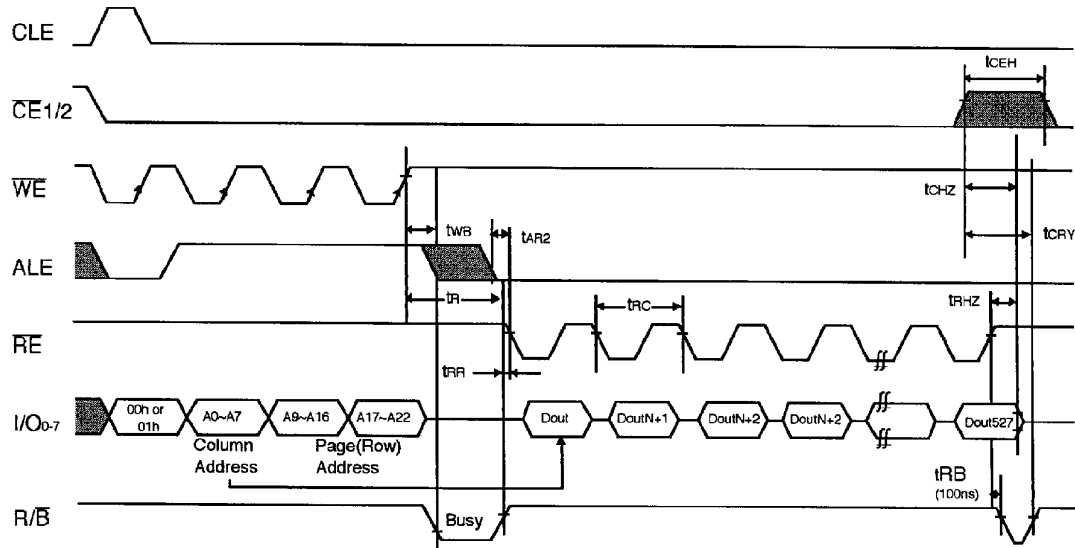 CLE
tCEH
CE1/2
WE
tCHZ
tWB
tAR2
tCRY
ALE
tR
tRC
tRHZ
RE
tRR
I/O0-7
00h or
01h
A0~A7
A9~A16
A17~A22
Dout
DoutN+1
DoutN+2
DoutN+2
Dout527
Column
Address
Page(Row)
Address
tRB
(100ns)
R/B
Busy